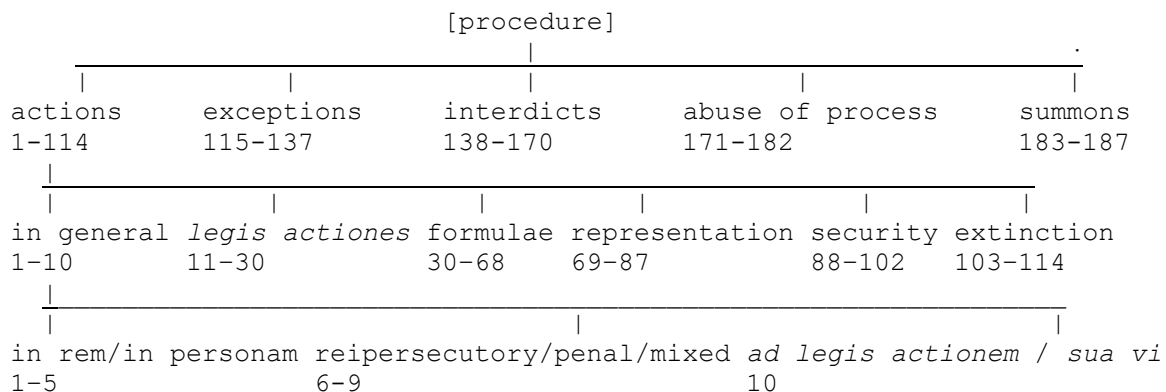 [procedure]
actions exceptions interdicts abuse of process summons
1-114 115-137 138-170 171-182 183-187
in general legis actiones formulae representation security extinction
1–10 11–30 30–68 69–87 88–102 103–114
in rem/in personam reipersecutory/penal/mixed ad legis actionem / sua vi
1–5 6-9 10